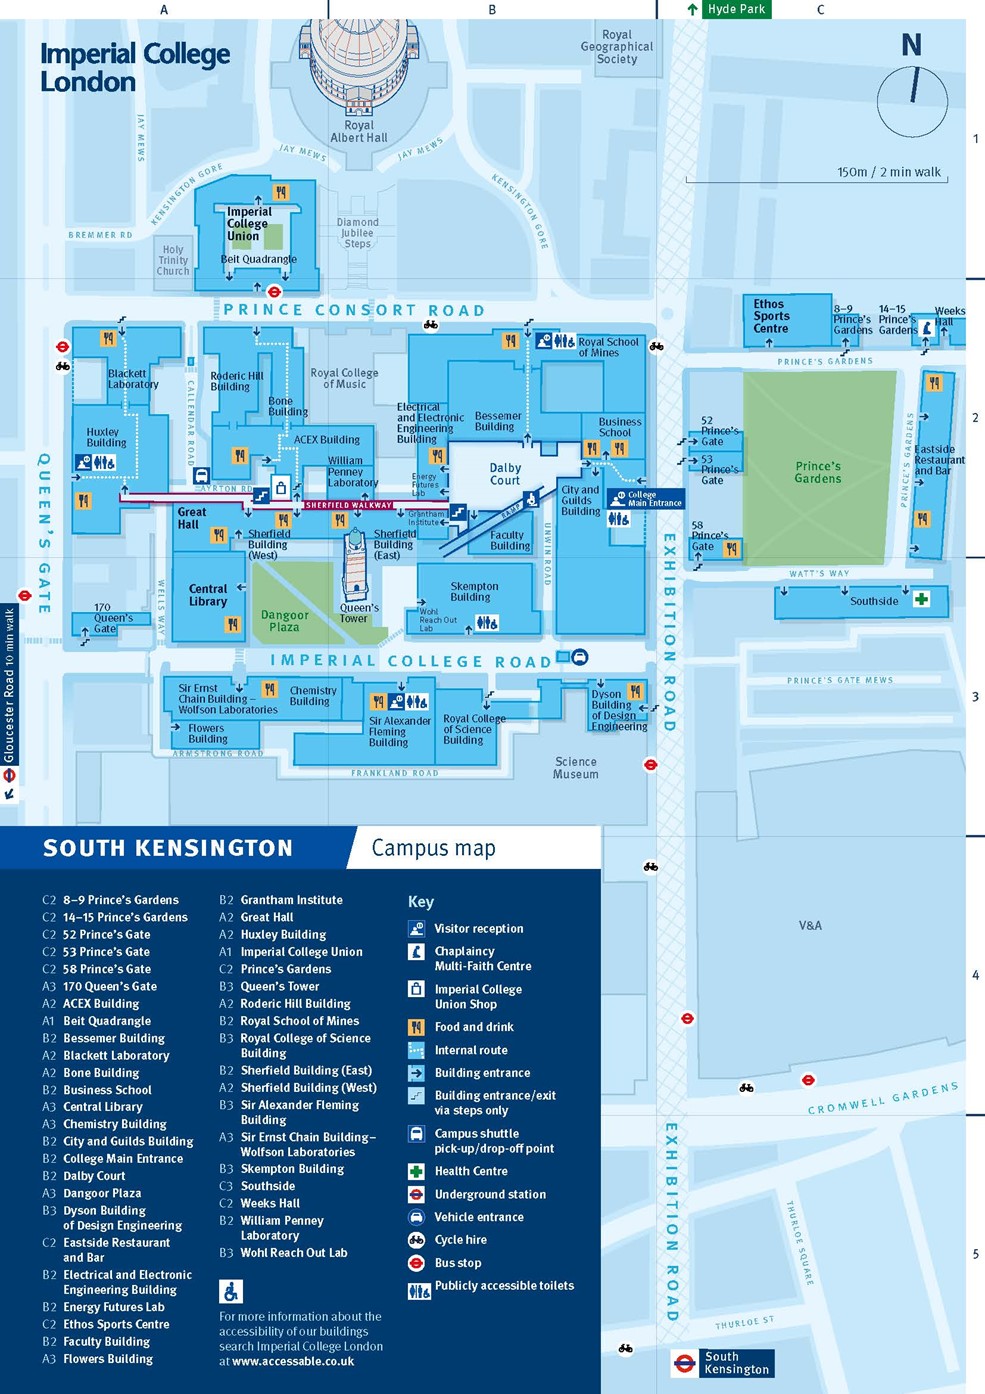 A
B
Hyde Park
C
Imperial College
London
Royal
Geographical
Society
N
Royal
Albert Hall
JAY MEWS
JAY MEWS
JAY MEWS
1
150m / 2 min walk
KENSINGTON GORE
KENSINGTON GORE
Imperial
College
Union
Beit Quadrangle
Diamond
Jubilee
Steps
BREMNER RD
Holy
Trinity
Church
PRINCE CONSORT ROAD
Ethos
Sports
Centre
8–9
Prince's
Gardens
14–15
Prince's
Gardens
Weeks
Hall
PRINCE'S GARDENS
Royal School
of Mines
Blackett
Laboratory
Roderic Hill
Building
Bone
Building
Royal College
of Music
CALLENDAR ROAD
Electrical
and Electronic
Engineering
Building
Bessemer
Building
Business
School
2
52
Prince's
Gate
53
Prince's
Gate
Prince's
Gardens
PRINCE'S GARDENS
Eastside
Restaurant
and Bar
Huxley
Building
ACEX Building
William
Penney
Laboratory
Energy
Futures
Lab
Dalby
Court
City and
Guilds
Building
College
Main Entrance
AYRTON RD
SHERFIELD WALKWAY
Great
Hall
Sherfield
Building
(West)
Sherfield
Building
(East)
Grantham
Institute
RAMP
Faculty
Building
UNWIN ROAD
58
Prince's
Gate
QUEEN'S GATE
EXHIBITION ROAD
WATT'S WAY
Southside
Central
Library
WELLS WAY
Dangoor
Plaza
Queen's
Tower
Skempton
Building
Wohl
Reach Out
Lab
170
Queen's
Gate
Gloucester Road 10 min walk
IMPERIAL COLLEGE ROAD
PRINCE'S GATE MEWS
3
Sir Ernst
Chain Building –
Wolfson Laboratories
Chemistry
Building
Flowers
Building
ARMSTRONG ROAD
Sir Alexander
Fleming
Building
Royal College
of Science
Building
Dyson
Building
of Design
Engineering
FRANKLAND ROAD
Science
Museum
SOUTH KENSINGTON
Campus map
C2 8–9 Prince's Gardens
C2 14–15 Prince's Gardens
C2 52 Prince's Gate
C2 53 Prince's Gate
C2 58 Prince's Gate
A3 170 Queen's Gate
A2 ACEX Building
A1 Beit Quadrangle
B2 Bessemer Building
A2 Blackett Laboratory
A2 Bone Building
B2 Business School
A3 Central Library
A3 Chemistry Building
B2 City and Guilds Building
B2 College Main Entrance
B2 Dalby Court
A3 Dangoor Plaza
B3 Dyson Building
of Design Engineering
C2 Eastside Restaurant
and Bar
B2 Electrical and Electronic
Engineering Building
B2 Energy Futures Lab
C2 Ethos Sports Centre
B2 Faculty Building
A3 Flowers Building
B2 Grantham Institute
A2 Great Hall
A2 Huxley Building
A1 Imperial College Union
C2 Prince's Gardens
B3 Queen's Tower
A2 Roderic Hill Building
B2 Royal School of Mines
B3 Royal College of Science
Building
B2 Sherfield Building (East)
A2 Sherfield Building (West)
B3 Sir Alexander Fleming
Building
A3 Sir Ernst Chain Building–
Wolfson Laboratories
B3 Skempton Building
C3 Southside
C2 Weeks Hall
B2 William Penney
Laboratory
B3 Wohl Reach Out Lab
For more information about the
accessibility of our buildings
search Imperial College London
at www.accessable.co.uk
Key
Visitor reception
Chaplaincy
Multi-Faith Centre
Imperial College
Union Shop
Food and drink
Internal route
Building entrance
Building entrance/exit
via steps only
Campus shuttle
pick-up/drop-off point
Health Centre
Underground station
Vehicle entrance
Cycle hire
Bus stop
Publicly accessible toilets
V&A
4
CROMWELL GARDENS
EXHIBITION ROAD
THURLOE SQUARE
5
THURLOE ST
South
Kensington